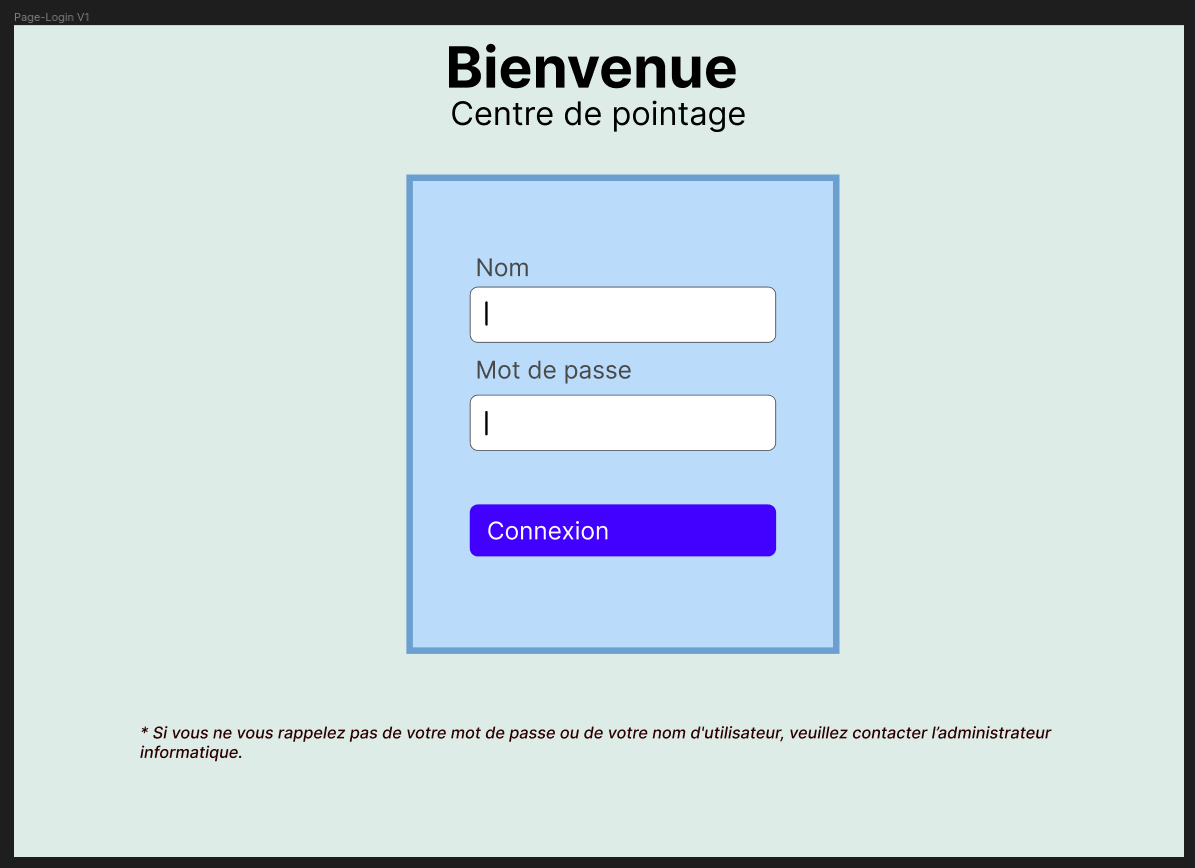 Page-Login V1
Bienvenue
Centre de pointage
Nom
Mot de passe
Connexion
* Si vous ne vous rappelez pas de votre mot de passe ou de votre nom d'utilisateur, veuillez contacter l’administrateur
informatique.